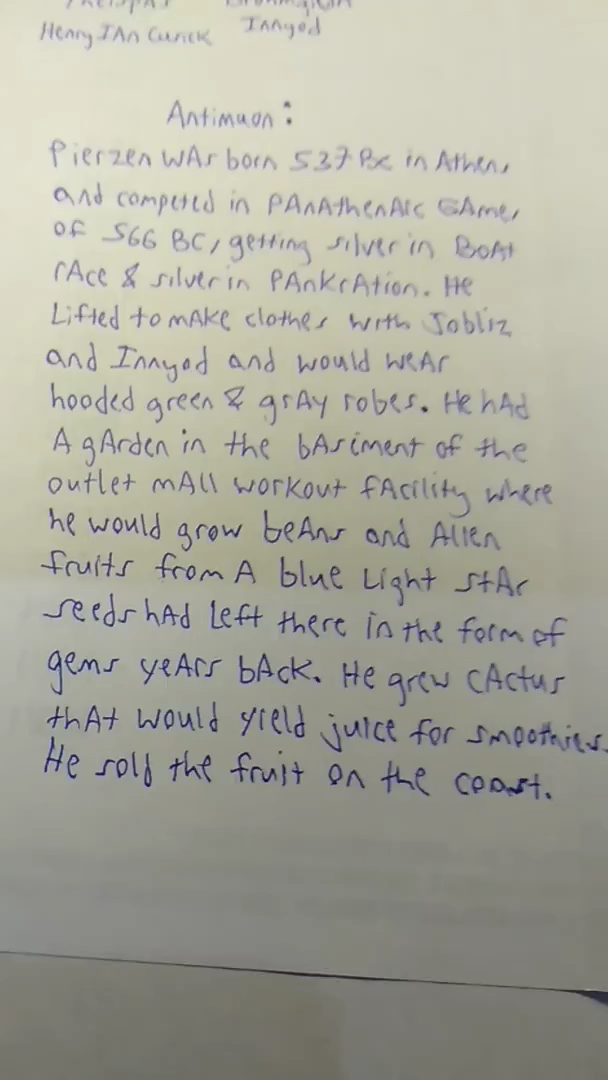 Henry IAn Curick Innyod
Antimuon:
Pierzen wAs born 537 Bc in Athens
and competed in PAnAthenAic GAmes
of 566 BC, getting silver in BoAt
rAce & silver in PAnkrAtion. He
Lifted to mAke clothes with Jobliz
and Innyod and would weAr
hooded green & grAy robes. He hAd
A gArden in the bAsiment of the
outlet mAll workout fAcility where
he would grow beAns and Alien
fruits from A blue Light stAr
seeds hAd Left there in the form of
gems yeArs bAck. He grew cActus
thAt would yield juice for smoothies.
He sold the fruit on the coast.